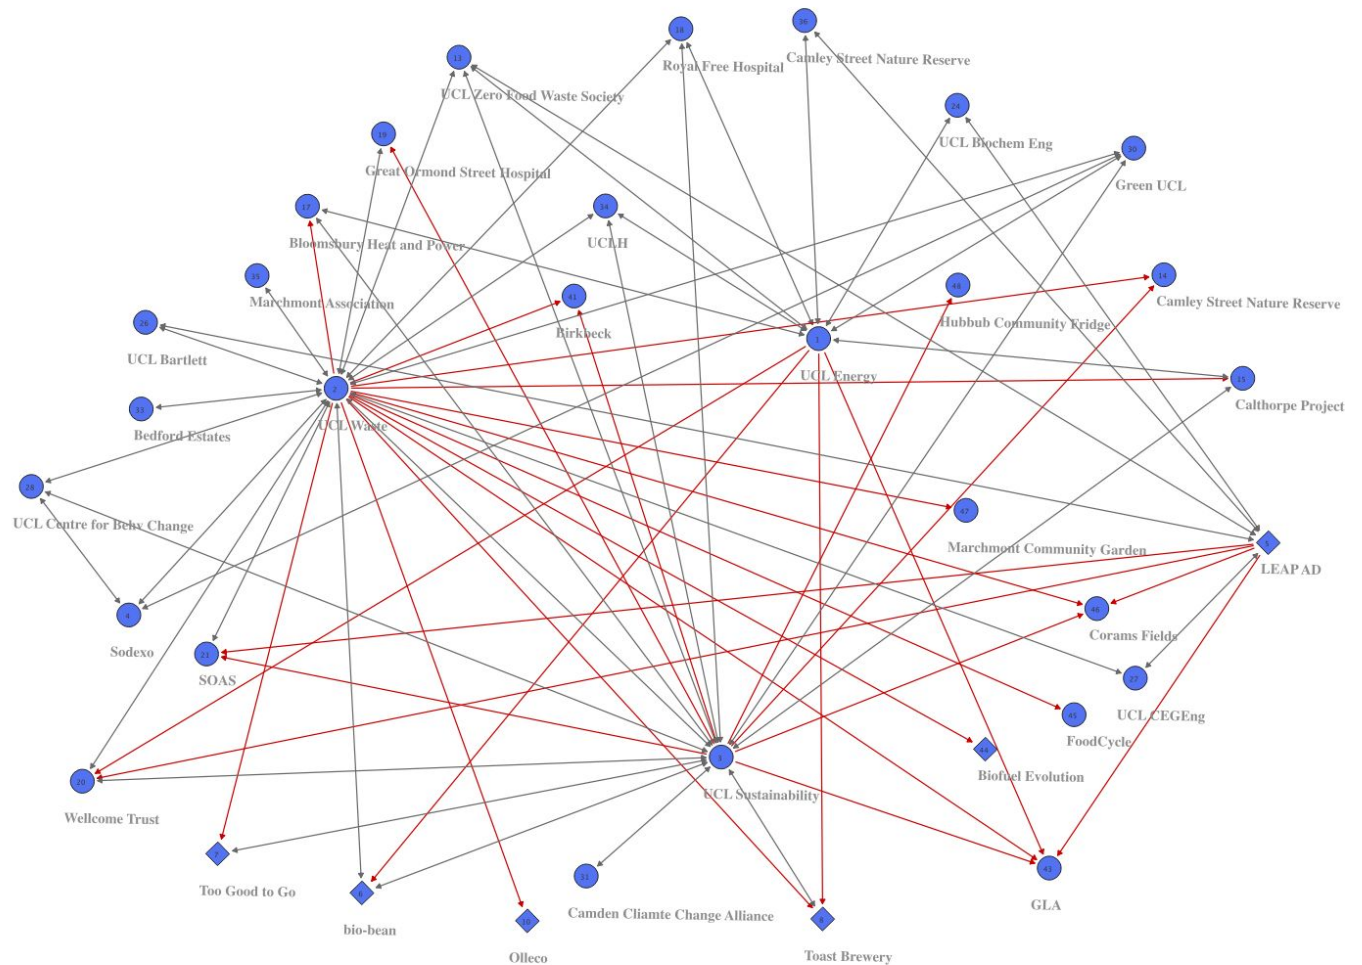 36
18
Camley Street Nature Reserve
13
Royal Free Hospital
UCL Zero Food Waste Society
24
19
UCL Biochem Eng
30
Great Ormond Street Hospital
Green UCL
17
34
Bloomsbury Heat and Power
UCLH
35
14
48
41
Marchmont Association
Camley Street Nature Reserve
26
Hubbub Community Fridge
Birkbeck
1
UCL Bartlett
UCL Energy
15
2
Calthorpe Project
33
UCL Waste
Bedford Estates
28
47
UCL Centre for Behv Change
5
Marchmont Community Garden
LEAP AD
46
4
Corams Fields
Sodexo
21
SOAS
27
UCL CEGEng
45
FoodCycle
44
3
Biofuel Evolution
20
UCL Sustainability
Wellcome Trust
7
43
31
Too Good to Go
6
GLA
Camden Cliamte Change Alliance
10
8
bio-bean
Olleco
Toast Brewery